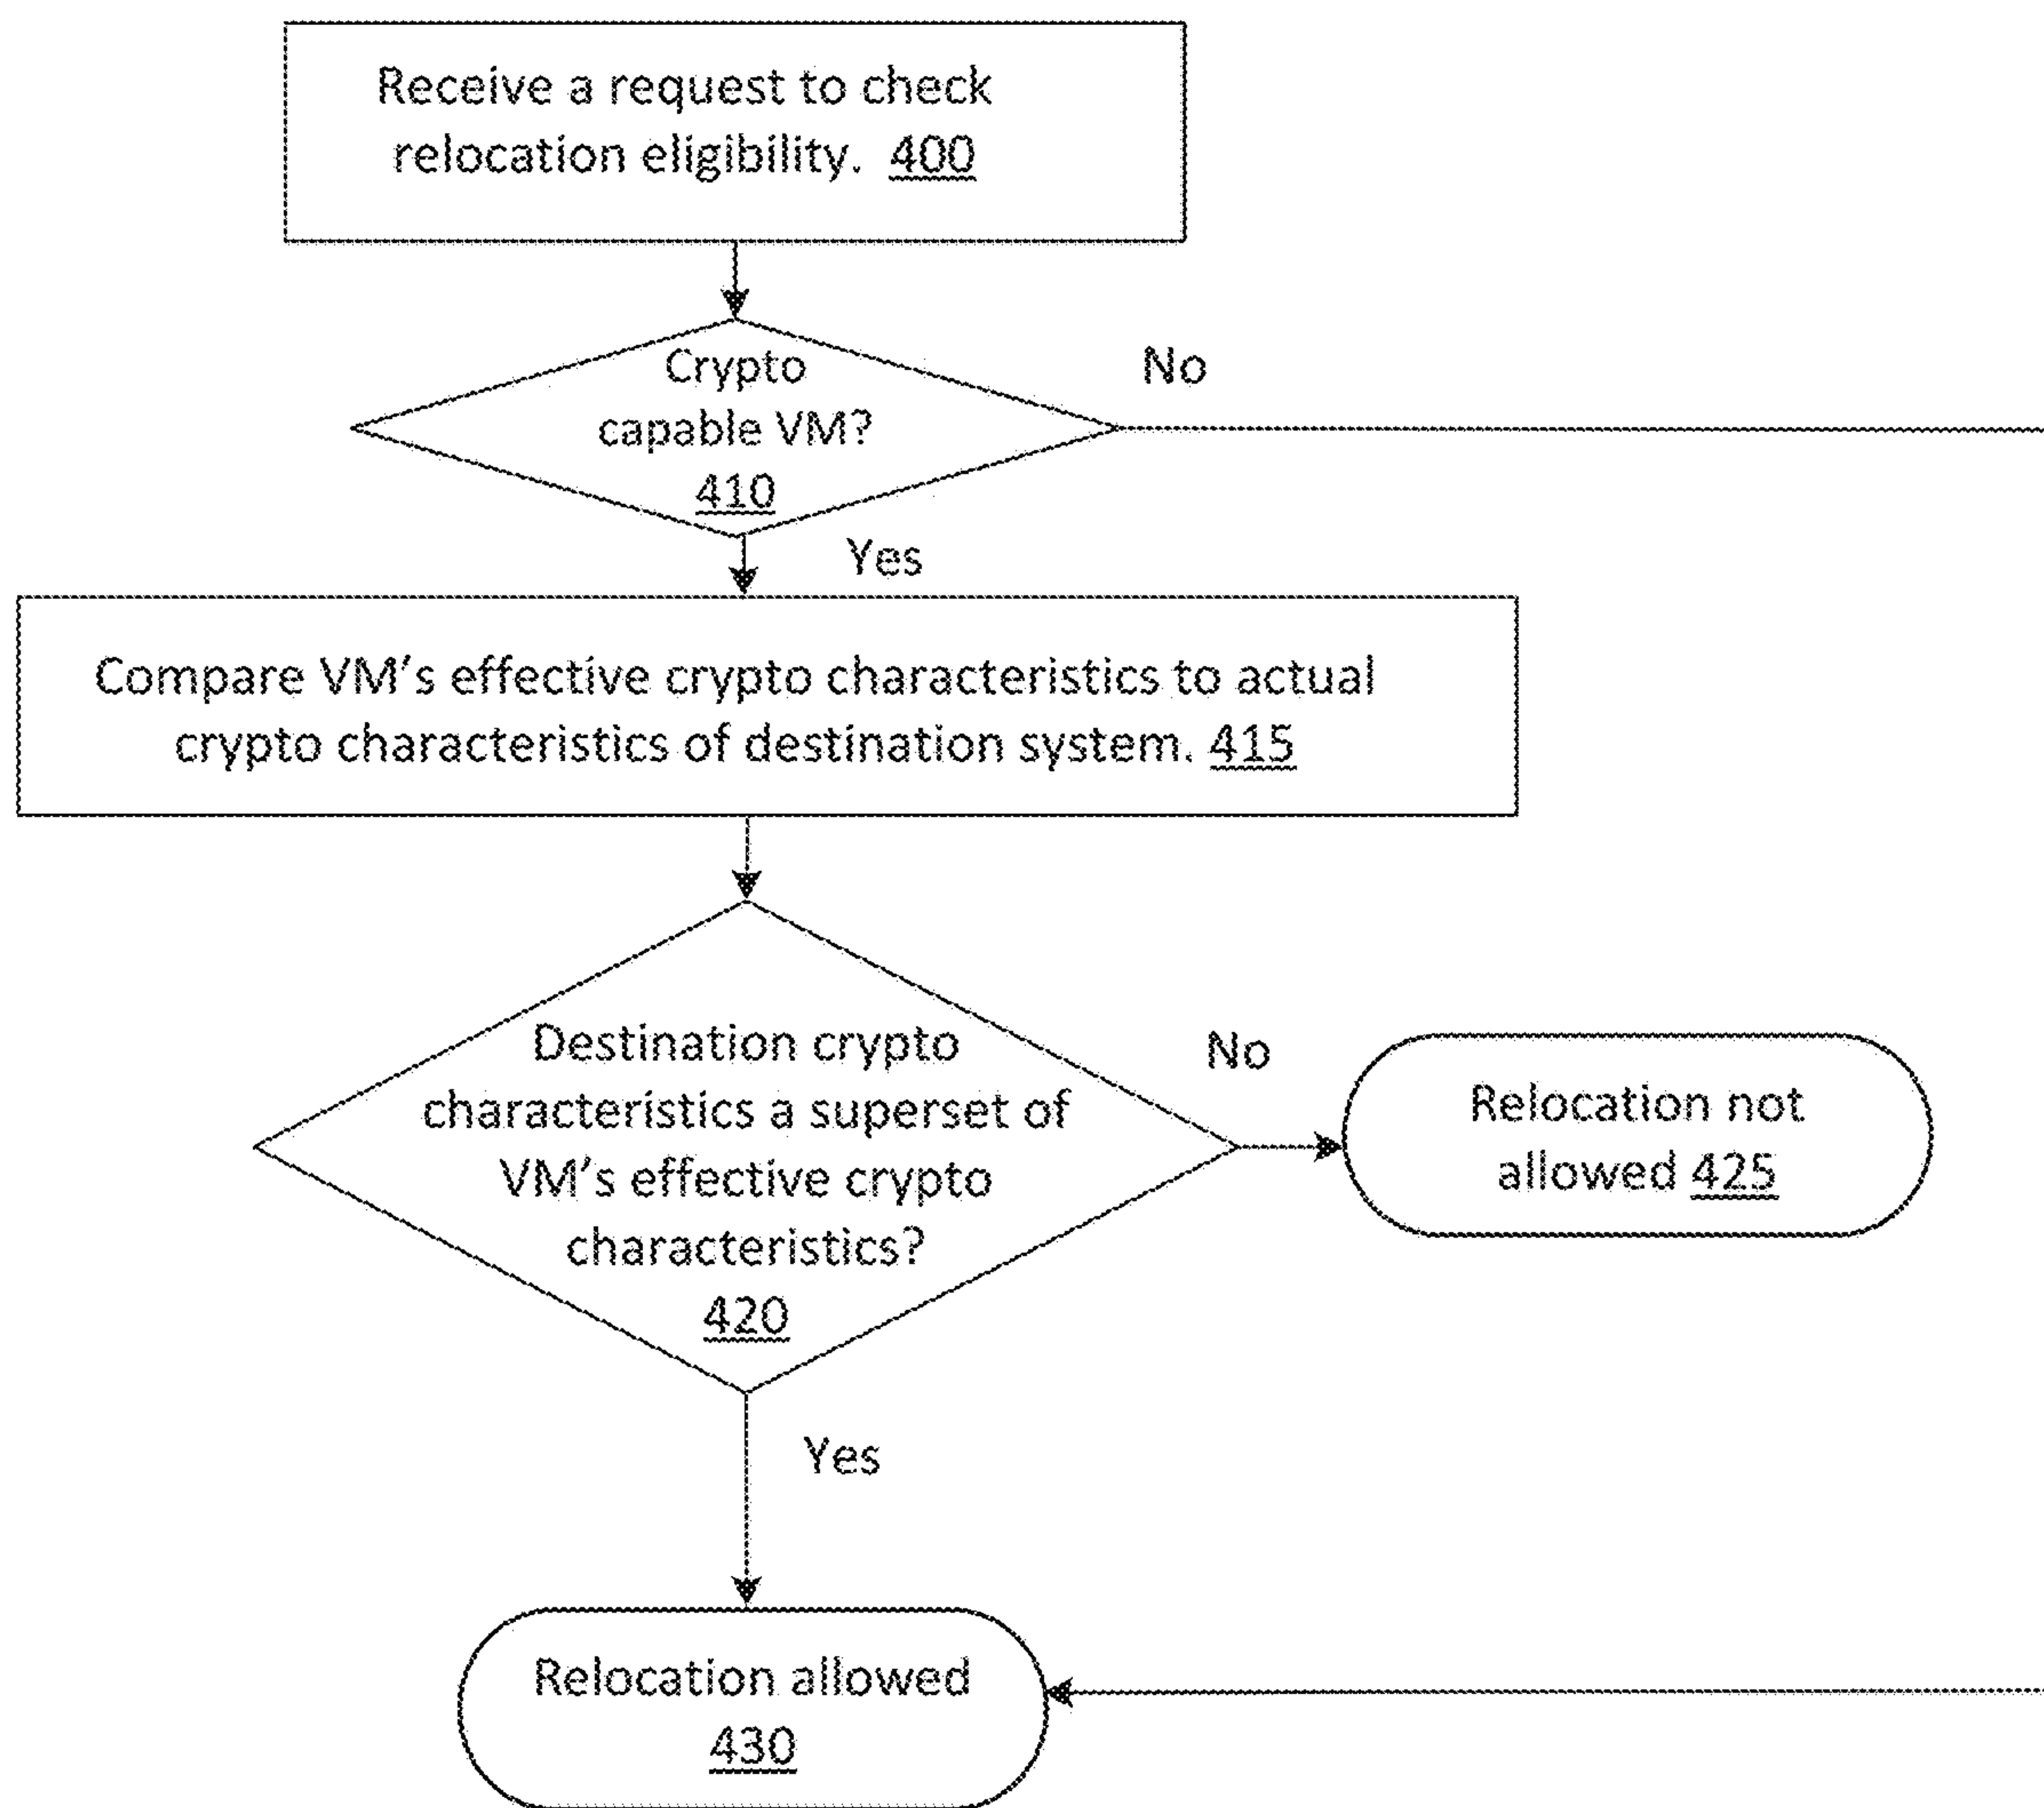 Receive a request to check
relocation eligibility. 400
Crypto
capable VM?
410
No
Yes
Compare VM's effective crypto characteristics to actual
crypto characteristics of destination system. 415
Destination crypto
characteristics a superset of
VM's effective crypto
characteristics?
420
No
Relocation not
allowed 425
Yes
Relocation allowed
430